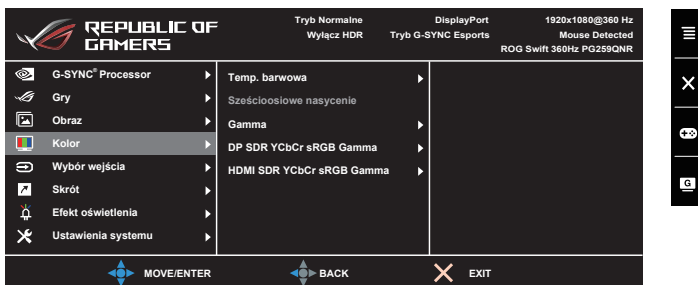 REPUBLIC OF
GAMERS
Tryb Normalne
Wyłącz HDR
DisplayPort
Tryb G-SYNC Esports
1920x1080@360 Hz
Mouse Detected
ROG Swift 360Hz PG259QNR
G-SYNC® Processor
Gry
Obraz
Kolor
Wybór wejścia
Skrót
Efekt oświetlenia
Ustawienia systemu
Temp. barwowa
Sześcioosiowe nasycenie
Gamma
DP SDR YCbCr sRGB Gamma
HDMI SDR YCbCr sRGB Gamma
MOVE/ENTER
BACK
EXIT
G